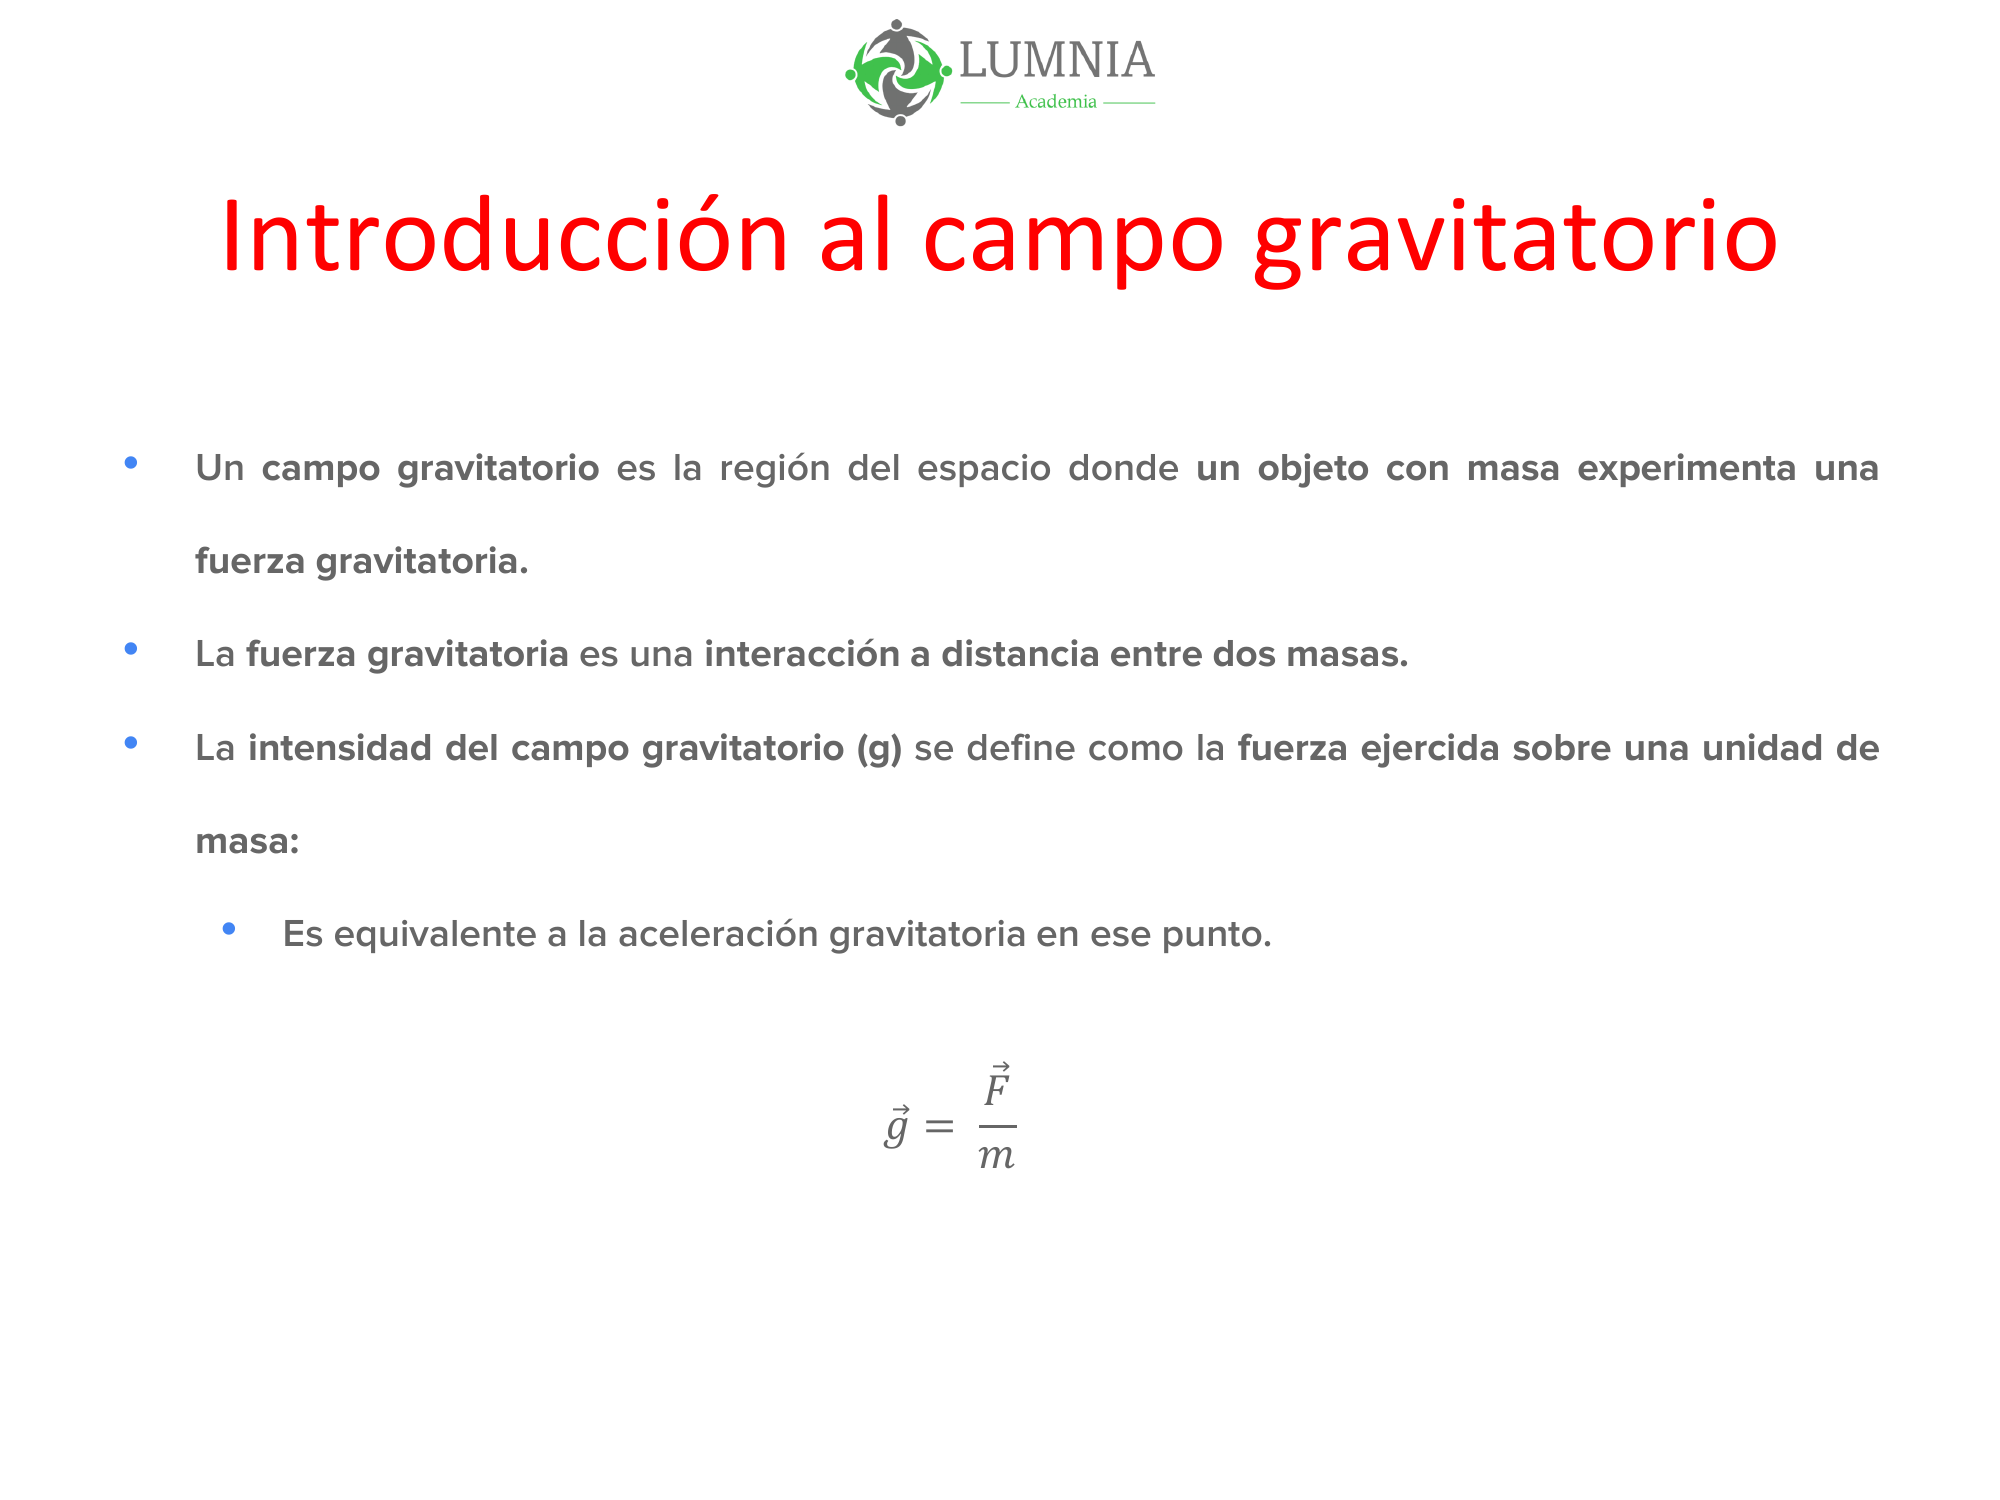 LUMNIA
Academia
Introducción al campo gravitatorio
• Un campo gravitatorio es la región del espacio donde un objeto con masa experimenta una
fuerza gravitatoria.
• La fuerza gravitatoria es una interacción a distancia entre dos masas.
• La intensidad del campo gravitatorio (g) se define como la fuerza ejercida sobre una unidad de
masa:
• Es equivalente a la aceleración gravitatoria en ese punto.
$\vec{g} = \frac{\vec{F}}{m}$